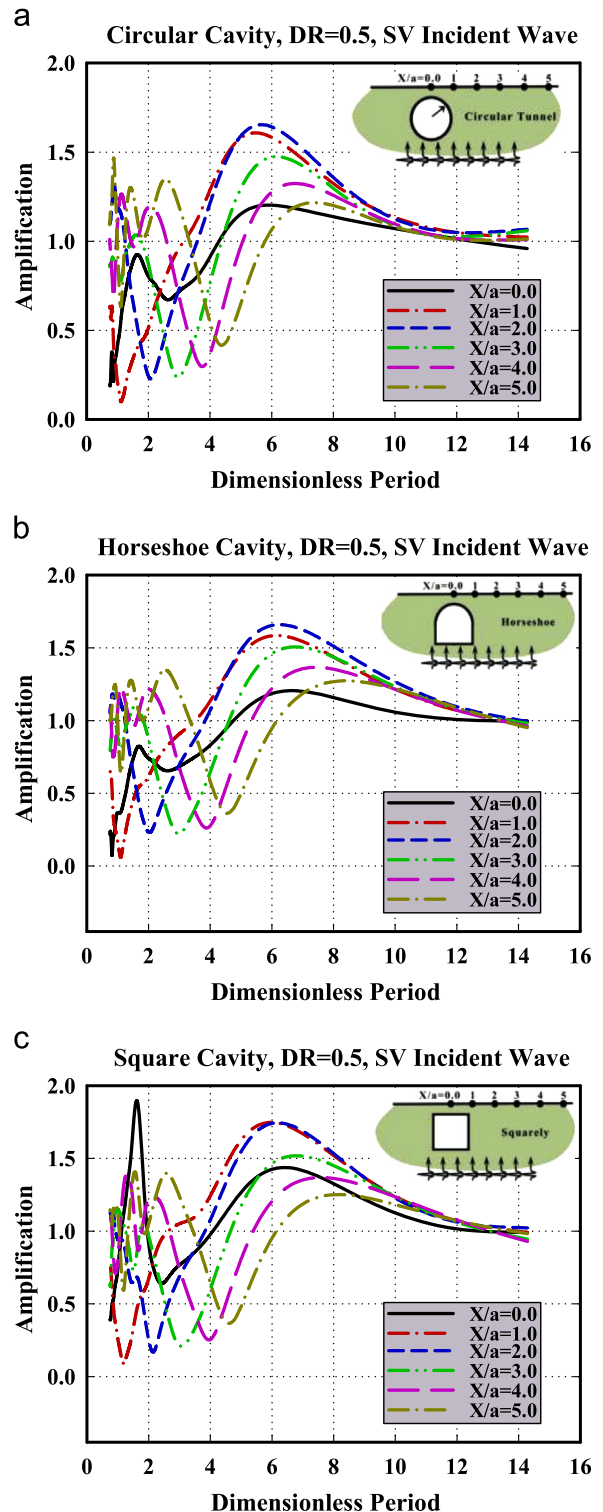 a
Circular Cavity, DR=0.5, SV Incident Wave
2.0
1.5
1.0
0.5
0.0
Amplification
X/a=0.0 1 2 3 4 5
Circular Tunnel
X/a=0.0
X/a=1.0
X/a=2.0
X/a=3.0
X/a=4.0
X/a=5.0
0 2 4 6 8 10 12 14 16
Dimensionless Period
b
Horseshoe Cavity, DR=0.5, SV Incident Wave
2.0
1.5
1.0
0.5
0.0
Amplification
X/a=0.0 1 2 3 4 5
Horseshoe
X/a=0.0
X/a=1.0
X/a=2.0
X/a=3.0
X/a=4.0
X/a=5.0
0 2 4 6 8 10 12 14 16
Dimensionless Period
c
Square Cavity, DR=0.5, SV Incident Wave
2.0
1.5
1.0
0.5
0.0
Amplification
X/a=0.0 1 2 3 4 5
Squarely
X/a=0.0
X/a=1.0
X/a=2.0
X/a=3.0
X/a=4.0
X/a=5.0
0 2 4 6 8 10 12 14 16
Dimensionless Period